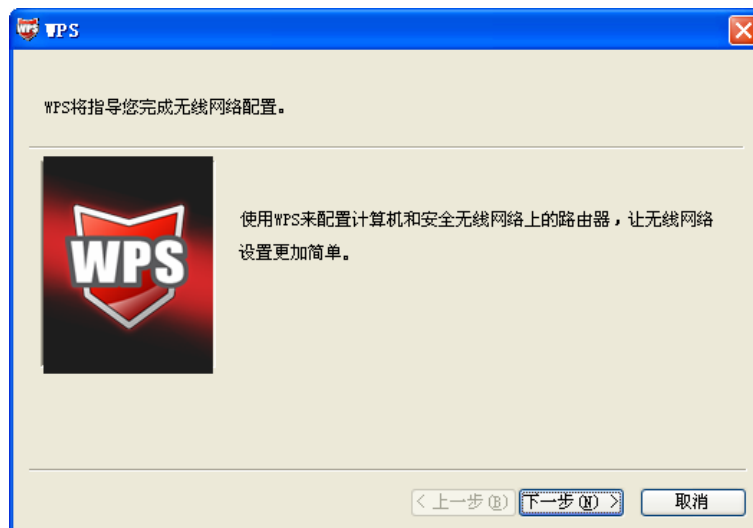 WPS
WPS将指导您完成无线网络配置。
WPS
使用WPS来配置计算机和安全无线网络上的路由器，让无线网络
设置更加简单。
< 上一步(B) 下一步(N) > 取消